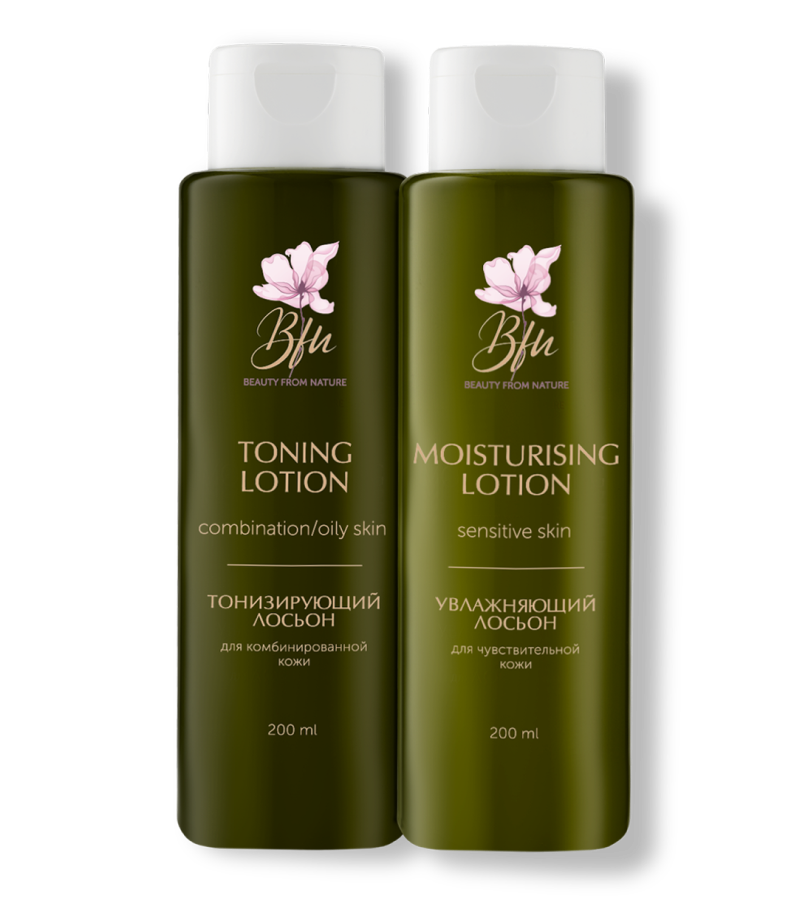 Bfn
BEAUTY FROM NATURE
TONING
LOTION
combination/oily skin
ТОНИЗИРУЮЩИЙ
ЛОСЬОН
для комбинированной
кожи
200 ml
Bfn
BEAUTY FROM NATURE
MOISTURISING
LOTION
sensitive skin
УВЛАЖНЯЮЩИЙ
ЛОСЬОН
для чувствительной
кожи
200 ml